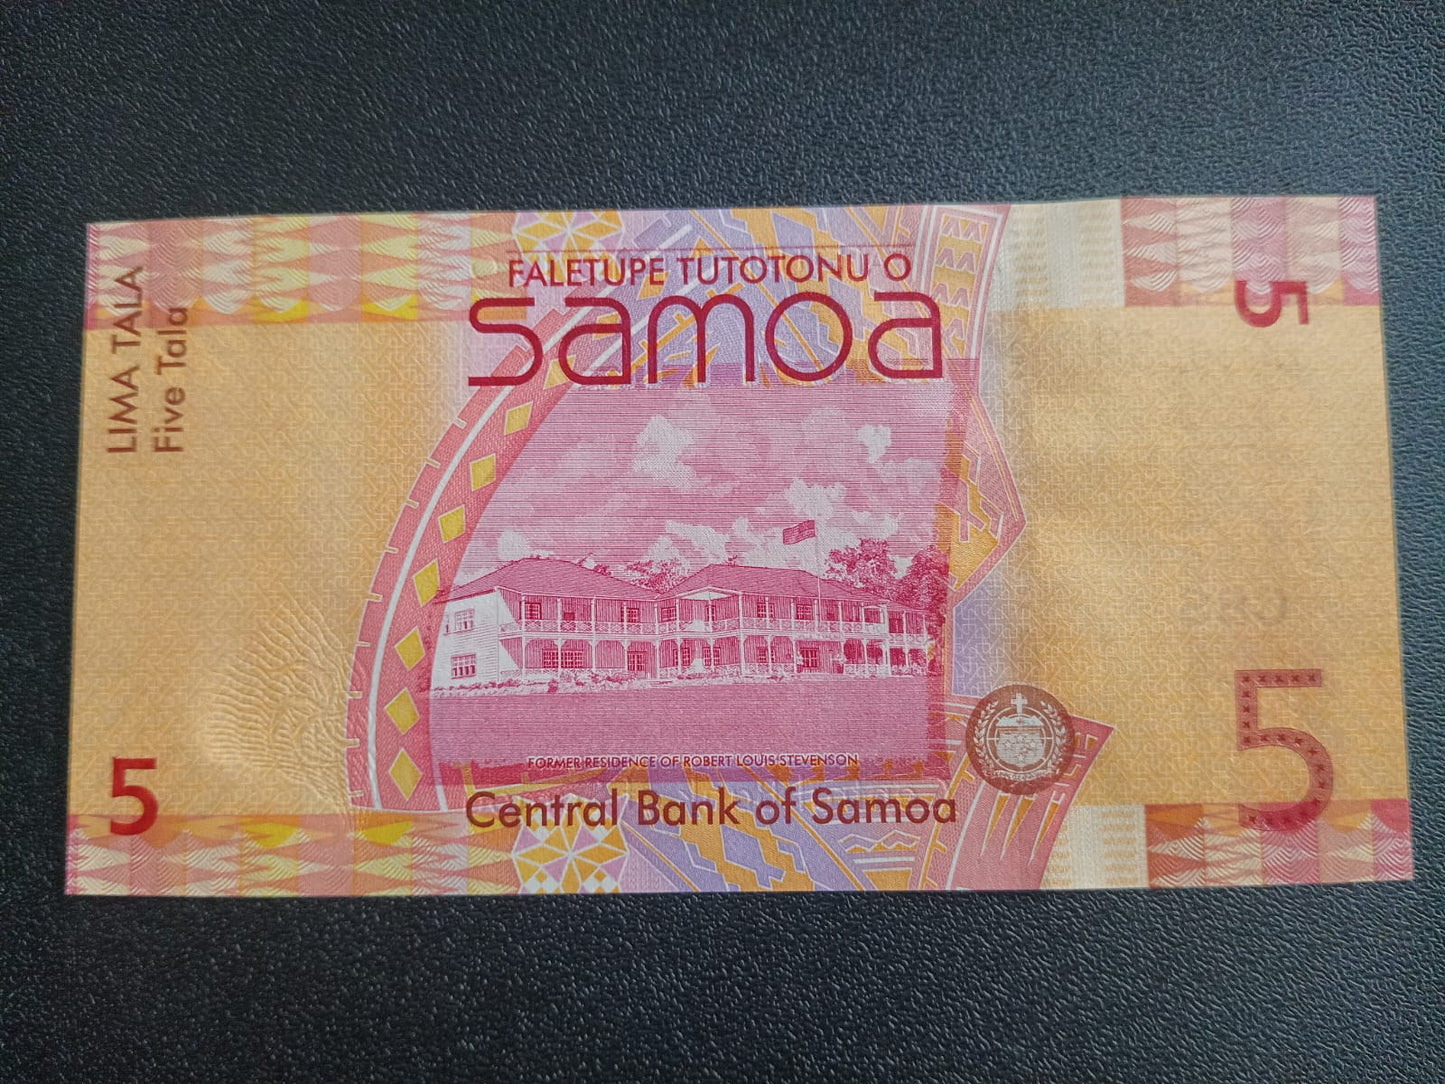 LIMA TALA
Five Tala
FALETUPE TUTOTONU O
samoa
5
FORMER RESIDENCE OF ROBERT LOUIS STEVENSON
Central Bank of Samoa
5
5